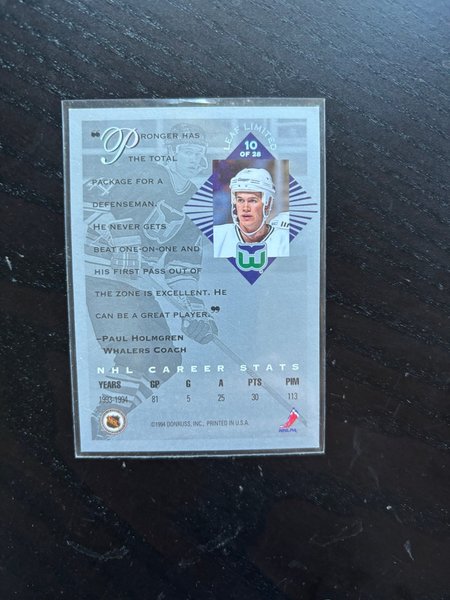 LEAF LIMITED
10
OF 28
"PRONGER HAS
THE TOTAL
PACKAGE FOR A
DEFENSEMAN.
HE NEVER GETS
BEAT ONE-ON-ONE AND
HIS FIRST PASS OUT OF
THE ZONE IS EXCELLENT. HE
CAN BE A GREAT PLAYER."
-PAUL HOLMGREN
WHALERS COACH
NHL CAREER STATS
YEARS GP G A PTS PIM
1993-1994 81 5 25 30 113
©1994 DONRUSS, INC., PRINTED IN U.S.A.